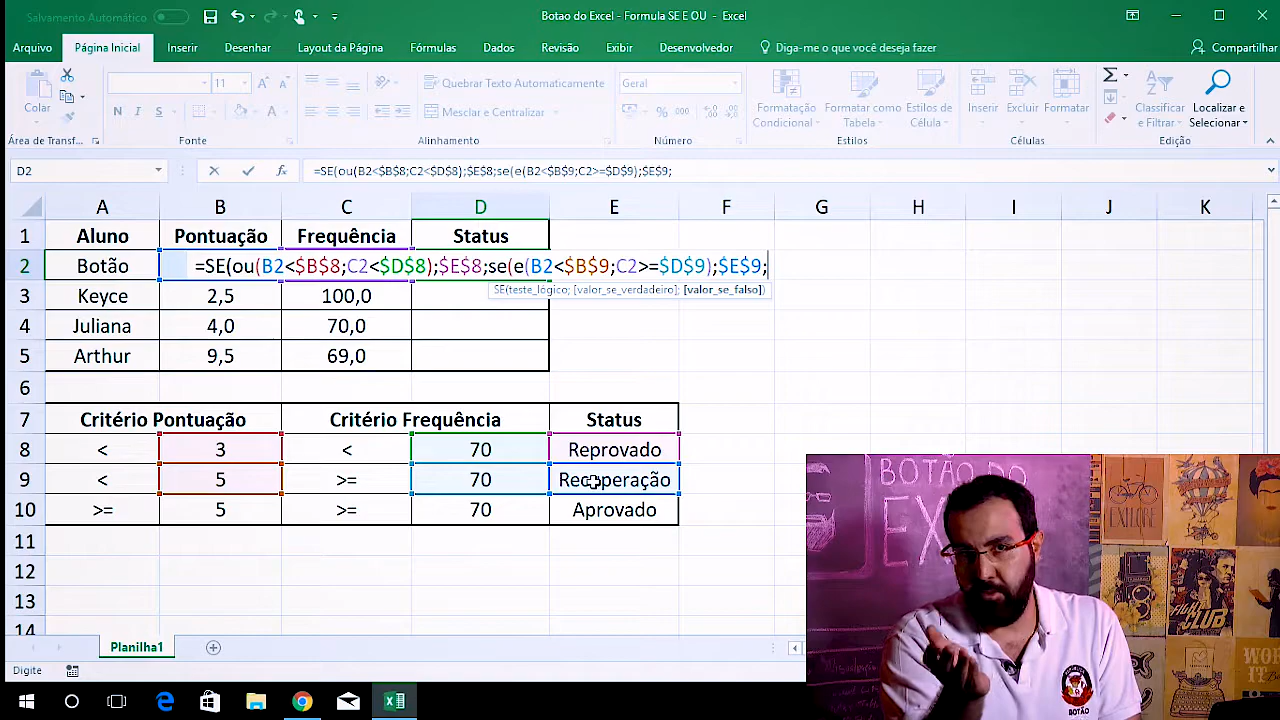 Salvamento Automático
Botao do Excel - Formula SE E OU - Excel
Arquivo Página Inicial Inserir Desenhar Layout da Página Fórmulas Dados Revisão Exibir Desenvolvedor Diga-me o que você deseja fazer Compartilhar
Colar
11
N I S
Quebrar Texto Automaticamente
Mesclar e Centralizar
Geral
Formatação Condicional
Formatar como Tabela
Estilos de Célula
Inserir Excluir Formatar
Classificar e Filtrar
Localizar e Selecionar
Área de Trans... Fonte Alinhamento Número Estilos Células Edição
D2 =SE(ou(B2<$B$8;C2<$D$8);$E$8;se(e(B2<$B$9;C2>=$D$9);$E$9;
A B C D E F G H I J K
1 Aluno Pontuação Frequência Status
2 Botão =SE(ou(B2<$B$8;C2<$D$8);$E$8;se(e(B2<$B$9;C2>=$D$9);$E$9;
SE(teste_lógico; [valor_se_verdadeiro]; [valor_se_falso])
3 Keyce 2,5 100,0
4 Juliana 4,0 70,0
5 Arthur 9,5 69,0
6
7 Critério Pontuação Critério Frequência Status
8 < 3 < 70 Reprovado
9 < 5 >= 70 Recuperação
10 >= 5 >= 70 Aprovado
11
12
13
14
Planilha1
Digite
BOTÃO DO
EX
EXPLORE
FIGHT CLUB
BOTÃO